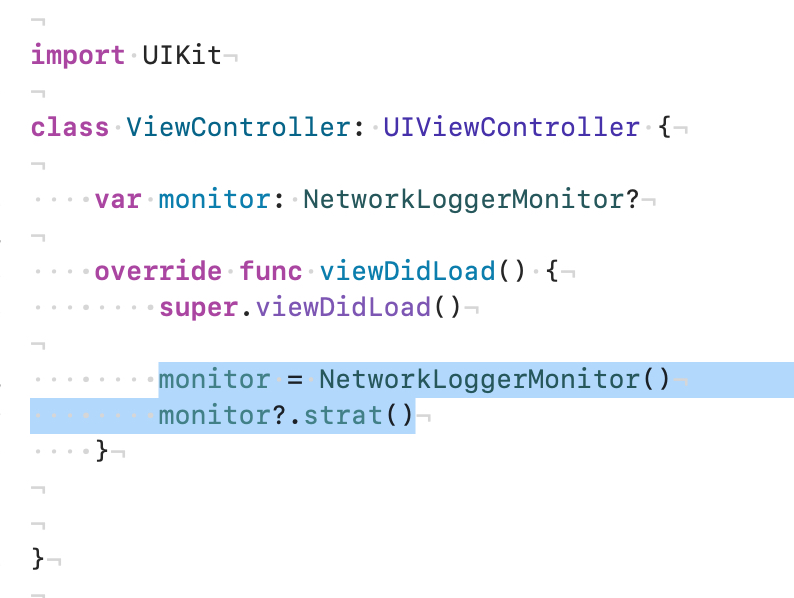 import UIKit
class ViewController: UIViewController {
    var monitor: NetworkLoggerMonitor?
    override func viewDidLoad() {
        super.viewDidLoad()
        monitor = NetworkLoggerMonitor()
        monitor?.strat()
    }
}